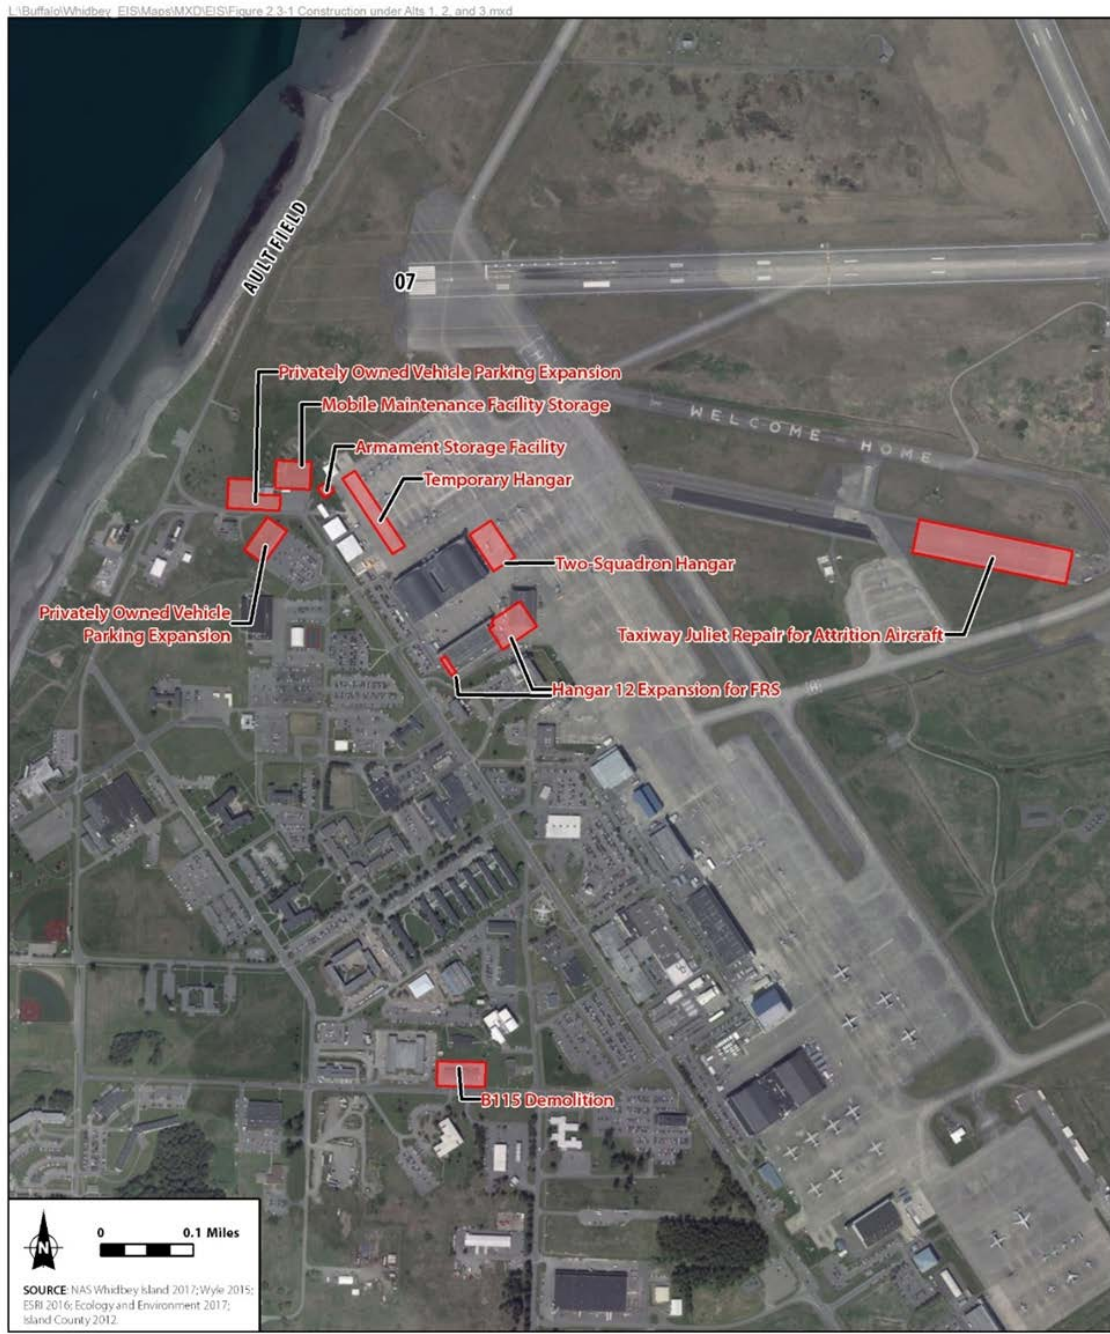 L:\Buffalo\Whidbey_EIS\Maps\MXD\EIS\Figure 2.3-1 Construction under Alts 1, 2, and 3.mxd
AULT FIELD
07
Privately Owned Vehicle Parking Expansion
Mobile Maintenance Facility Storage
WELCOME HOME
Armament Storage Facility
Temporary Hangar
Two-Squadron Hangar
Privately Owned Vehicle
Parking Expansion
Taxiway Juliet Repair for Attrition Aircraft
Hangar 12 Expansion for FRS
B115 Demolition
N
0 0.1 Miles
SOURCE: NAS Whidbey Island 2017; Wyle 2015;
ESRI 2016; Ecology and Environment 2017;
Island County 2012.